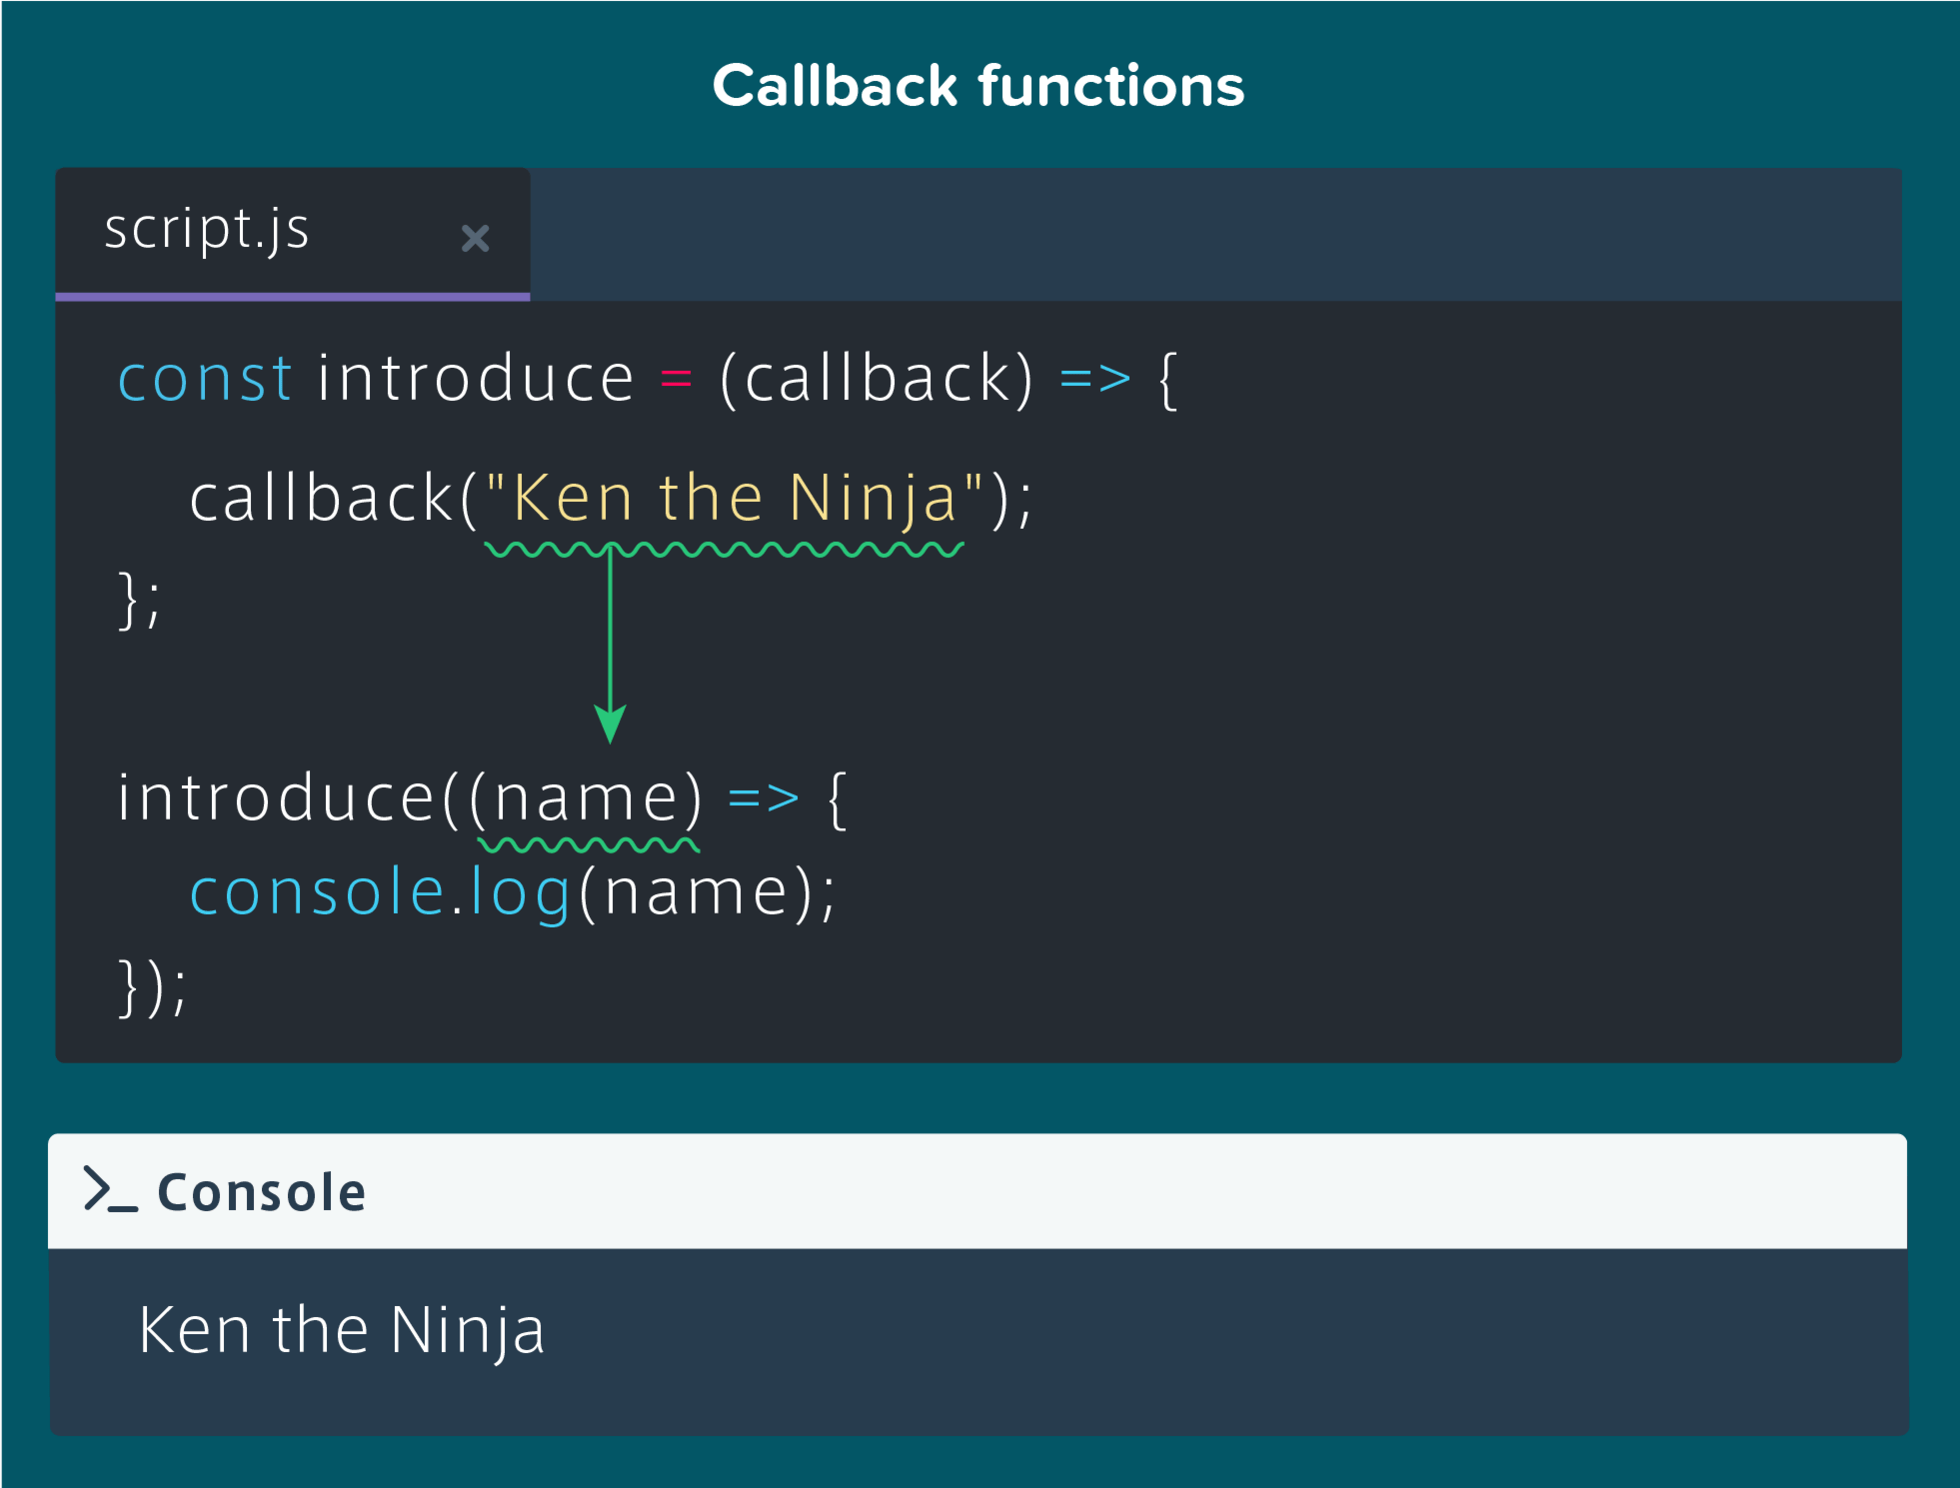 Callback functions
script.js
const introduce = (callback) => {
callback("Ken the Ninja");
};
introduce((name) => {
console.log(name);
});
>_ Console
Ken the Ninja